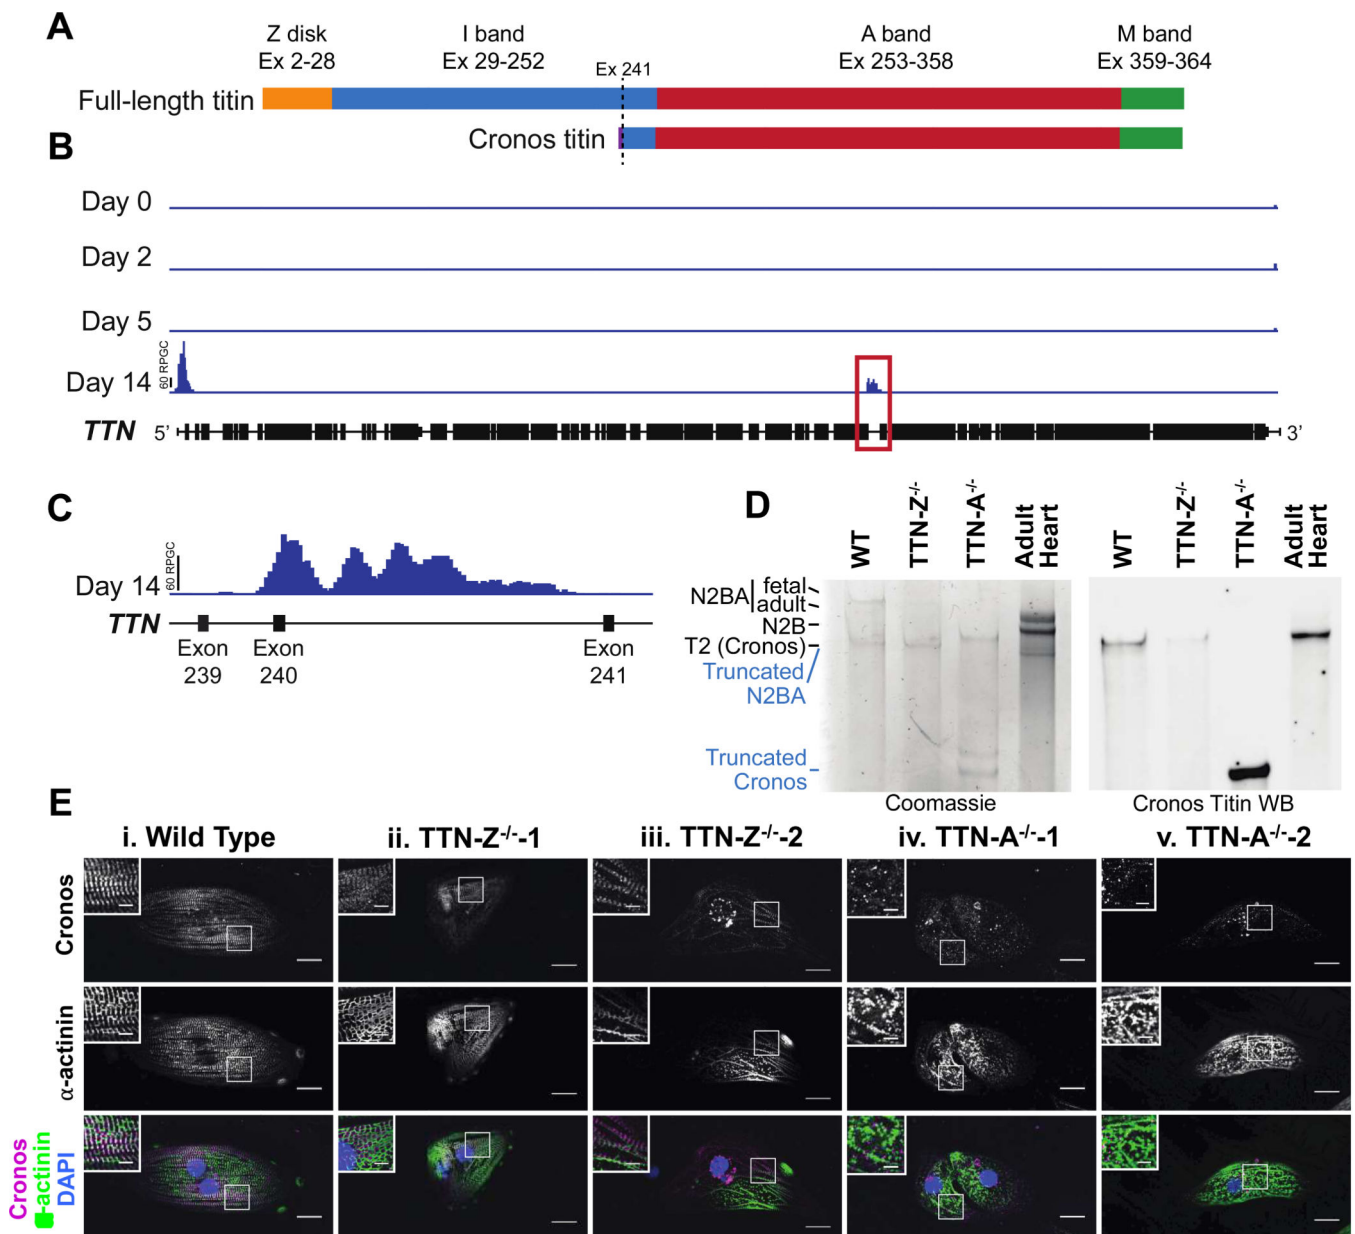 A
Z disk
Ex 2-28
I band
Ex 29-252
Ex 241
A band
Ex 253-358
M band
Ex 359-364
Full-length titin
Cronos titin
B
Day 0
Day 2
Day 5
Day 14
60 RPGC
TTN
5'
3'
C
Day 14
60 RPGC
TTN
Exon
239
Exon
240
Exon
241
D
WT
TTN-Z-/-
TTN-A-/-
Adult
Heart
WT
TTN-Z-/-
TTN-A-/-
Adult
Heart
N2BA
fetal
adult
N2B
T2 (Cronos)
Truncated
N2BA
Truncated
Cronos
Coomassie
Cronos Titin WB
E
i. Wild Type
ii. TTN-Z-/--1
iii. TTN-Z-/--2
iv. TTN-A-/--1
v. TTN-A-/--2
Cronos
α-actinin
Cronos
-actinin
DAPI